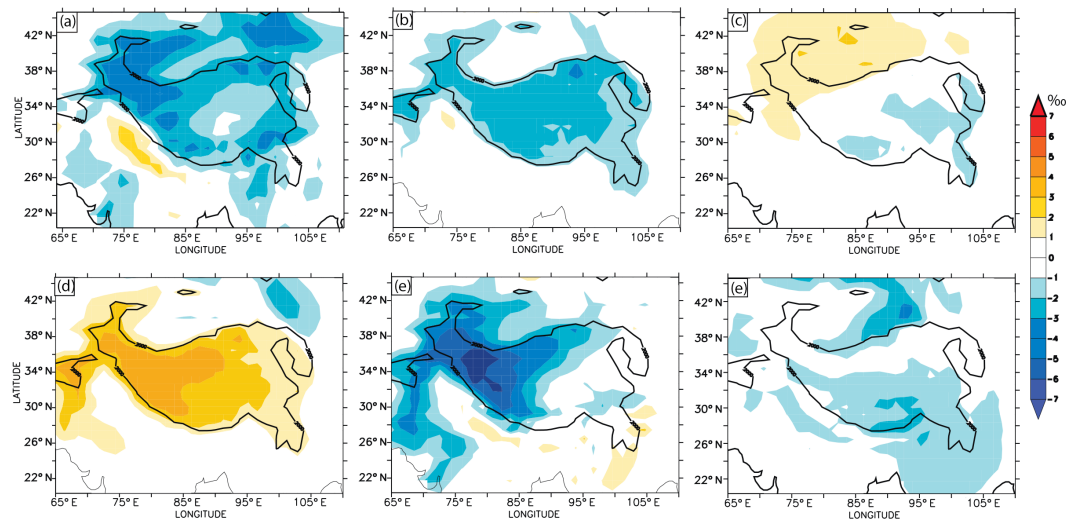 (a) (b) (c)
42° N 42° N 42° N
38° N 38° N 38° N
34° N 34° N 34° N
30° N 30° N 30° N
26° N 26° N 26° N
22° N 22° N 22° N
LATITUDE
65° E 75° E 85° E 95° E 105° E 65° E 75° E 85° E 95° E 105° E 65° E 75° E 85° E 95° E 105° E
LONGITUDE LONGITUDE LONGITUDE
‰
7
6
5
4
3
2
1
0
-1
-2
-3
-4
-5
-6
-7
(d) (e) (e)
42° N 42° N 42° N
38° N 38° N 38° N
34° N 34° N 34° N
30° N 30° N 30° N
26° N 26° N 26° N
22° N 22° N 22° N
LATITUDE
65° E 75° E 85° E 95° E 105° E 65° E 75° E 85° E 95° E 105° E 65° E 75° E 85° E 95° E 105° E
LONGITUDE LONGITUDE LONGITUDE